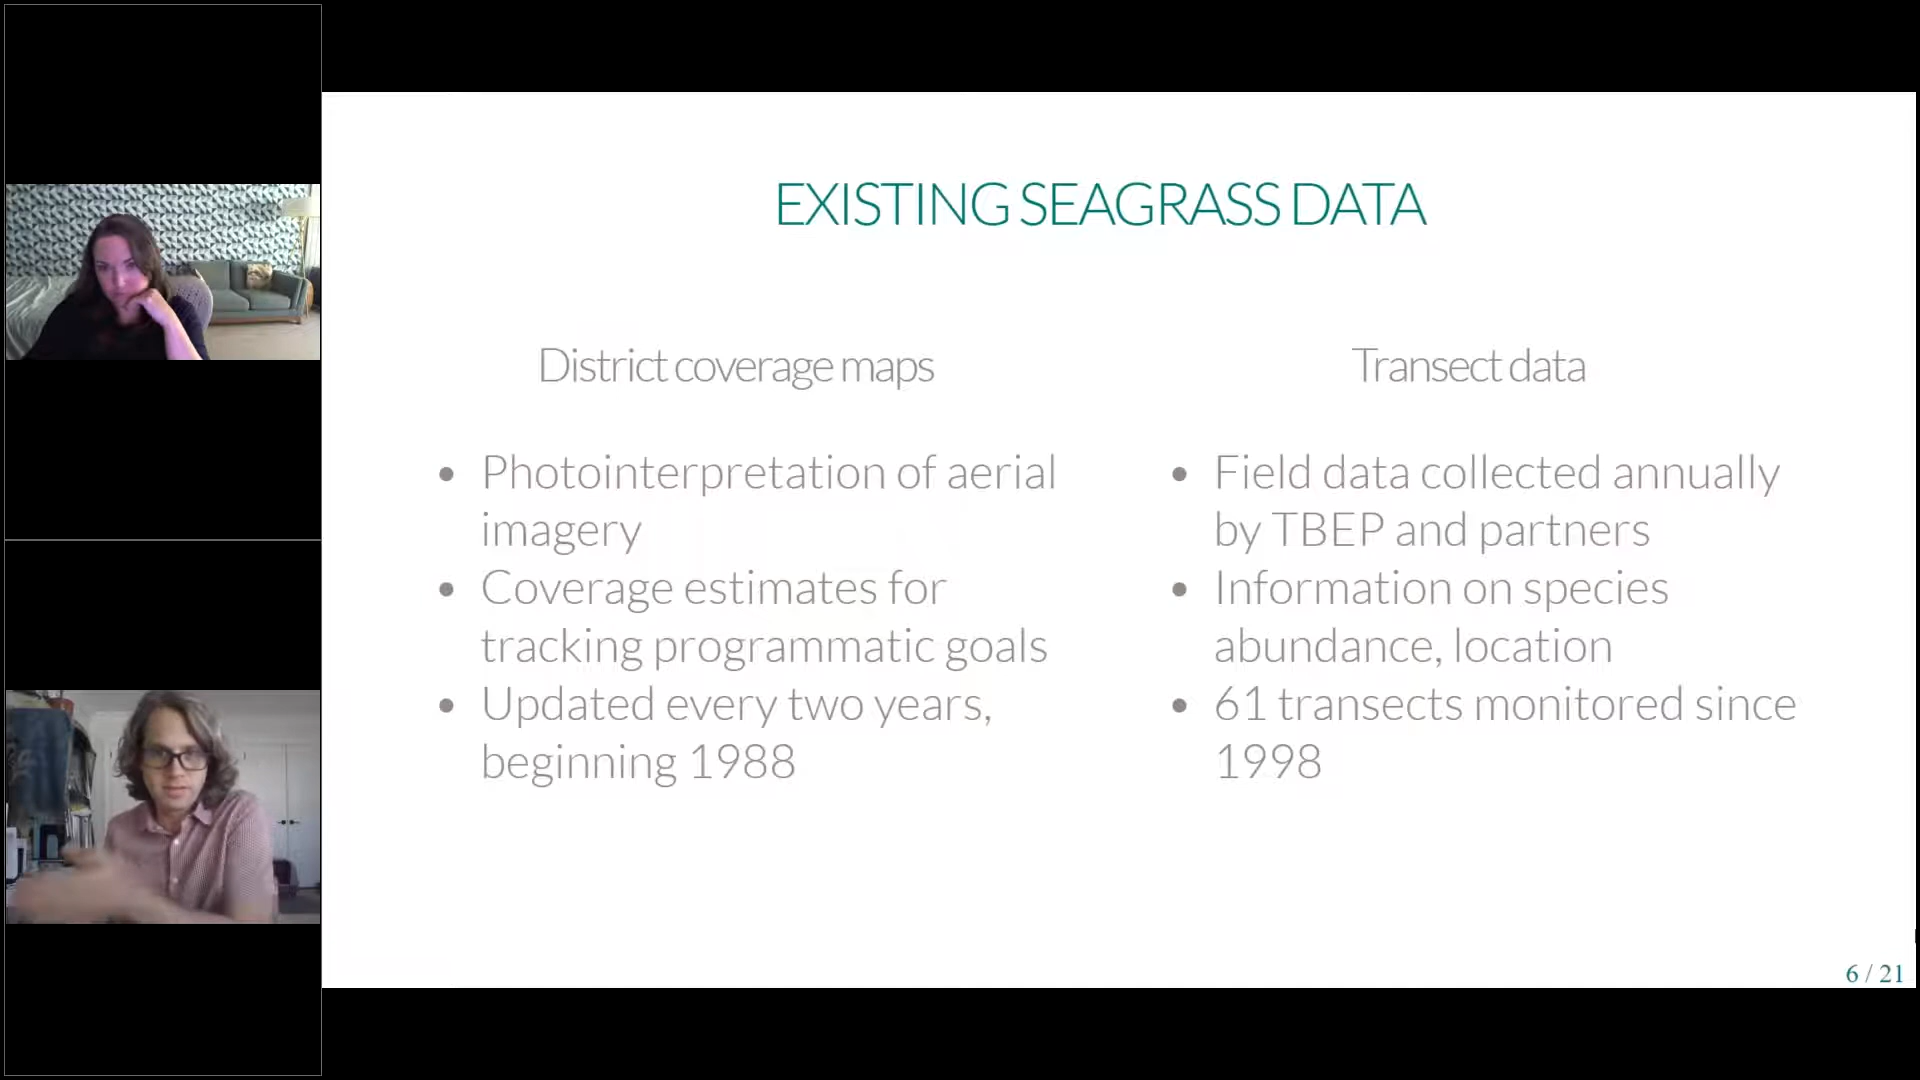 EXISTING SEAGRASS DATA
District coverage maps
Photointerpretation of aerial
imagery
Coverage estimates for
tracking programmatic goals
Updated every two years,
beginning 1988
Transect data
Field data collected annually
by TBEP and partners
Information on species
abundance, location
61 transects monitored since
1998
6 / 21